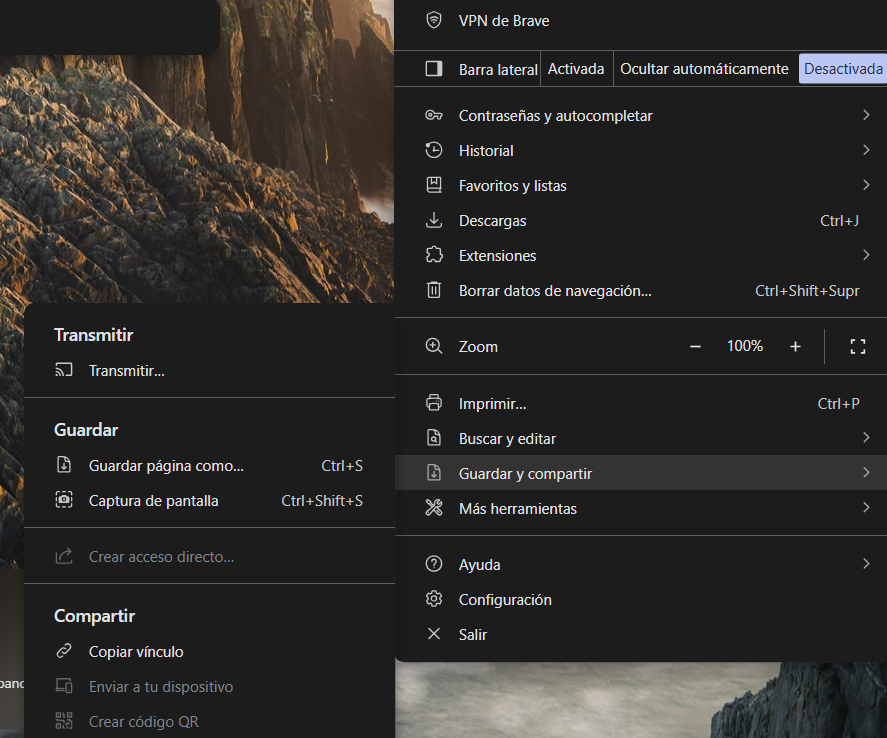 VPN de Brave
Barra lateral Activada Ocultar automáticamente Desactivada
Contraseñas y autocompletar
Historial
Favoritos y listas
Descargas Ctrl+J
Extensiones
Borrar datos de navegación... Ctrl+Shift+Supr
Zoom − 100% +
Imprimir... Ctrl+P
Buscar y editar
Guardar y compartir
Más herramientas
Ayuda
Configuración
Salir
Transmitir
Transmitir...
Guardar
Guardar página como... Ctrl+S
Captura de pantalla Ctrl+Shift+S
Crear acceso directo...
Compartir
Copiar vínculo
Enviar a tu dispositivo
Crear código QR